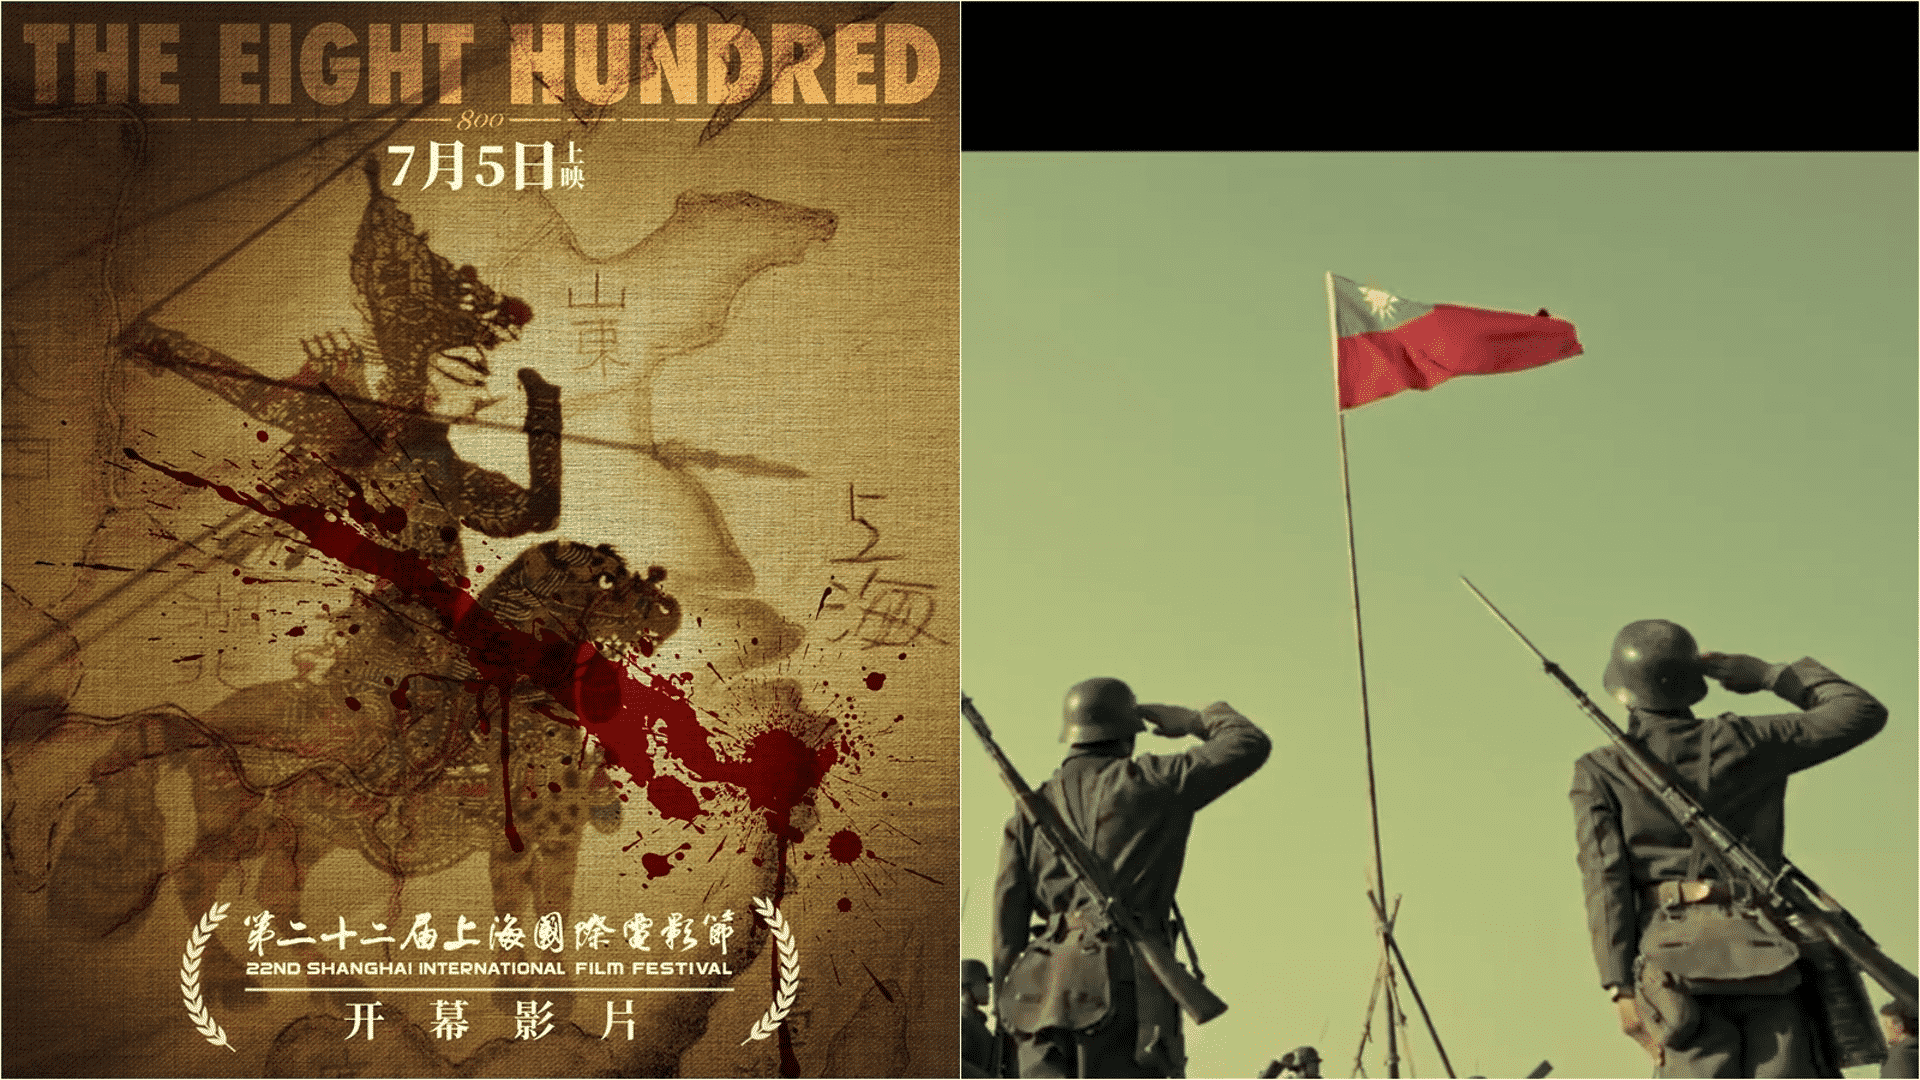 THE EIGHT HUNDRED
800
7月5日上映
山東
上海
第二十二届上海國際電影節
22ND SHANGHAI INTERNATIONAL FILM FESTIVAL
开幕影片